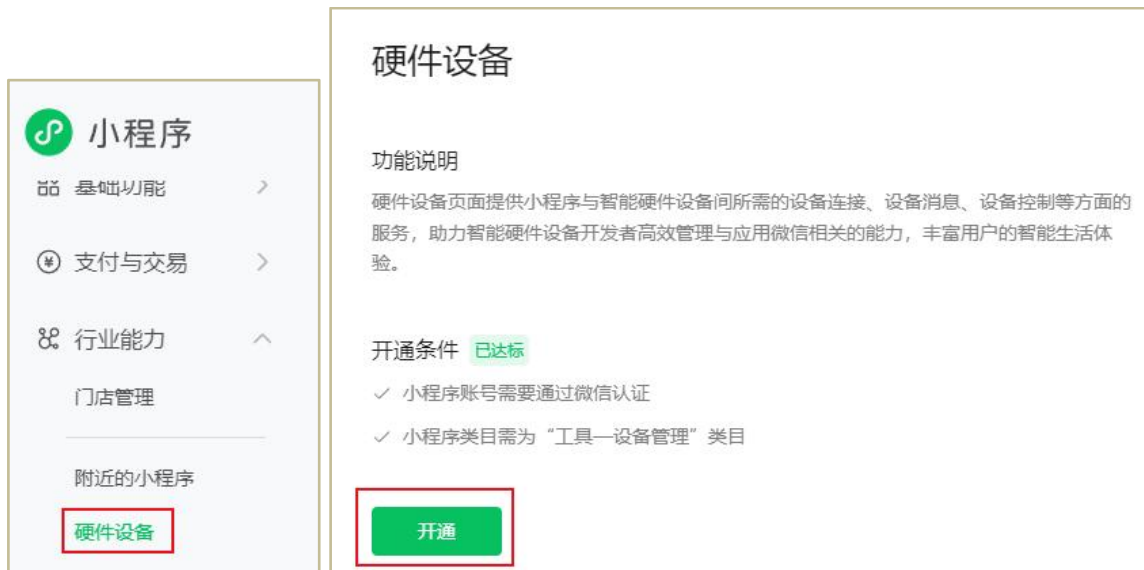 小程序
基础功能
支付与交易
行业能力
门店管理
附近的小程序
硬件设备
硬件设备
功能说明
硬件设备页面提供小程序与智能硬件设备间所需的设备连接、设备消息、设备控制等方面的
服务，助力智能硬件设备开发者高效管理与应用微信相关的能力，丰富用户的智能生活体
验。
开通条件 已达标
小程序账号需要通过微信认证
小程序类目需为“工具—设备管理”类目
开通